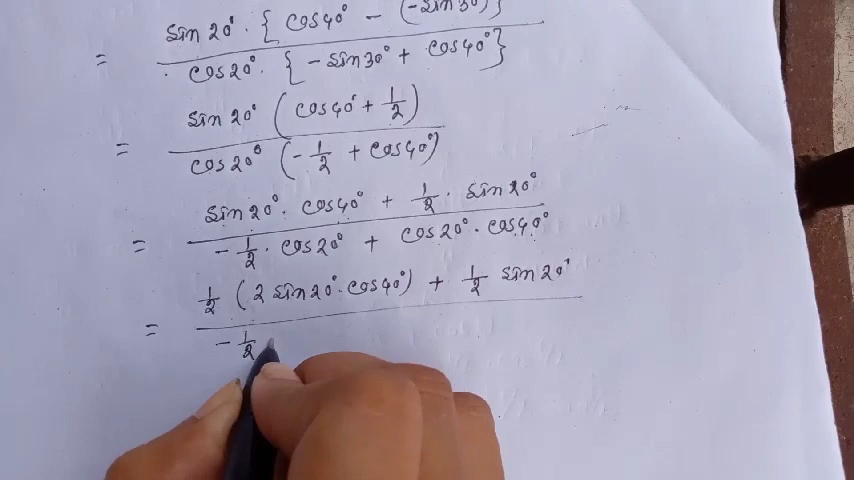 sin 20° · { cos 40° - (-sin 30°)}
= ─────────
cos 20° · { - sin 30° + cos 40° }
sin 20° ( cos 40° + 1/2 )
= ─────────
cos 20° ( - 1/2 + cos 40° )
sin 20° · cos 40° + 1/2 · sin 20°
= ─────────
- 1/2 · cos 20° + cos 20° · cos 40°
1/2 ( 2 sin 20° · cos 40° ) + 1/2 sin 20°
= ─────────
- 1/2